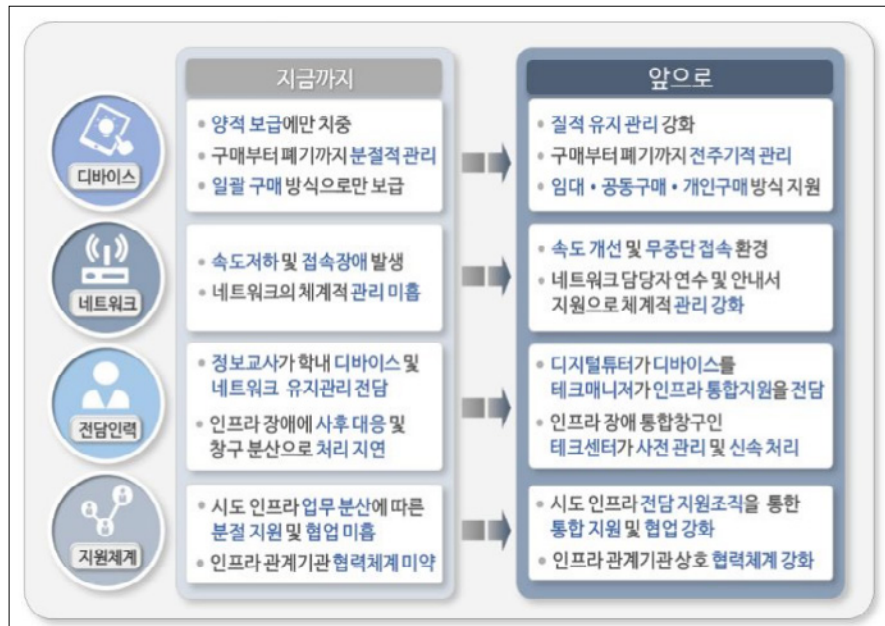 지금까지
앞으로
디바이스
• 양적 보급에만 치중
• 구매부터 폐기까지 분절적 관리
• 일괄 구매 방식으로만 보급
• 질적 유지 관리 강화
• 구매부터 폐기까지 전주기적 관리
• 임대 • 공동구매 • 개인구매 방식 지원
네트워크
• 속도저하 및 접속장애 발생
• 네트워크의 체계적 관리 미흡
• 속도 개선 및 무중단 접속 환경
• 네트워크 담당자 연수 및 안내서
지원으로 체계적 관리 강화
전담인력
• 정보교사가 학내 디바이스 및
네트워크 유지관리 전담
• 인프라 장애에 사후 대응 및
창구 분산으로 처리 지연
• 디지털튜터가 디바이스를
테크매니저가 인프라 통합지원을 전담
• 인프라 장애 통합창구인
테크센터가 사전 관리 및 신속 처리
지원체계
• 시도 인프라 업무 분산에 따른
분절 지원 및 협업 미흡
• 인프라 관계기관 협력체계 미약
• 시도 인프라 전담 지원조직을 통한
통합 지원 및 협업 강화
• 인프라 관계기관 상호 협력체계 강화